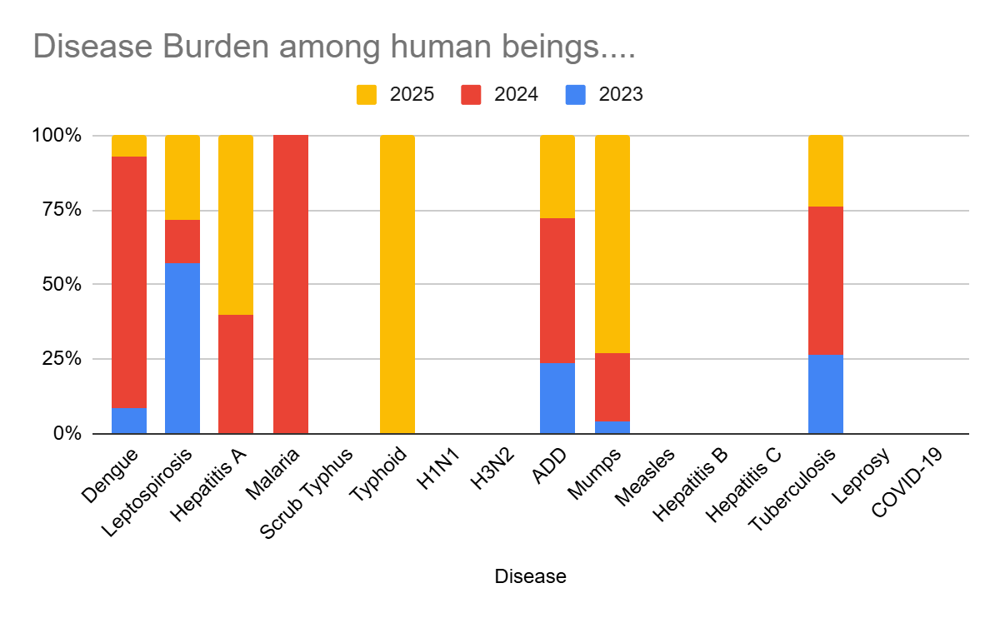 Disease Burden among human beings....
2025 2024 2023
100%
75%
50%
25%
0%
Dengue
Leptospirosis
Hepatitis A
Malaria
Scrub Typhus
Typhoid
H1N1
H3N2
ADD
Mumps
Measles
Hepatitis B
Hepatitis C
Tuberculosis
Leprosy
COVID-19
Disease